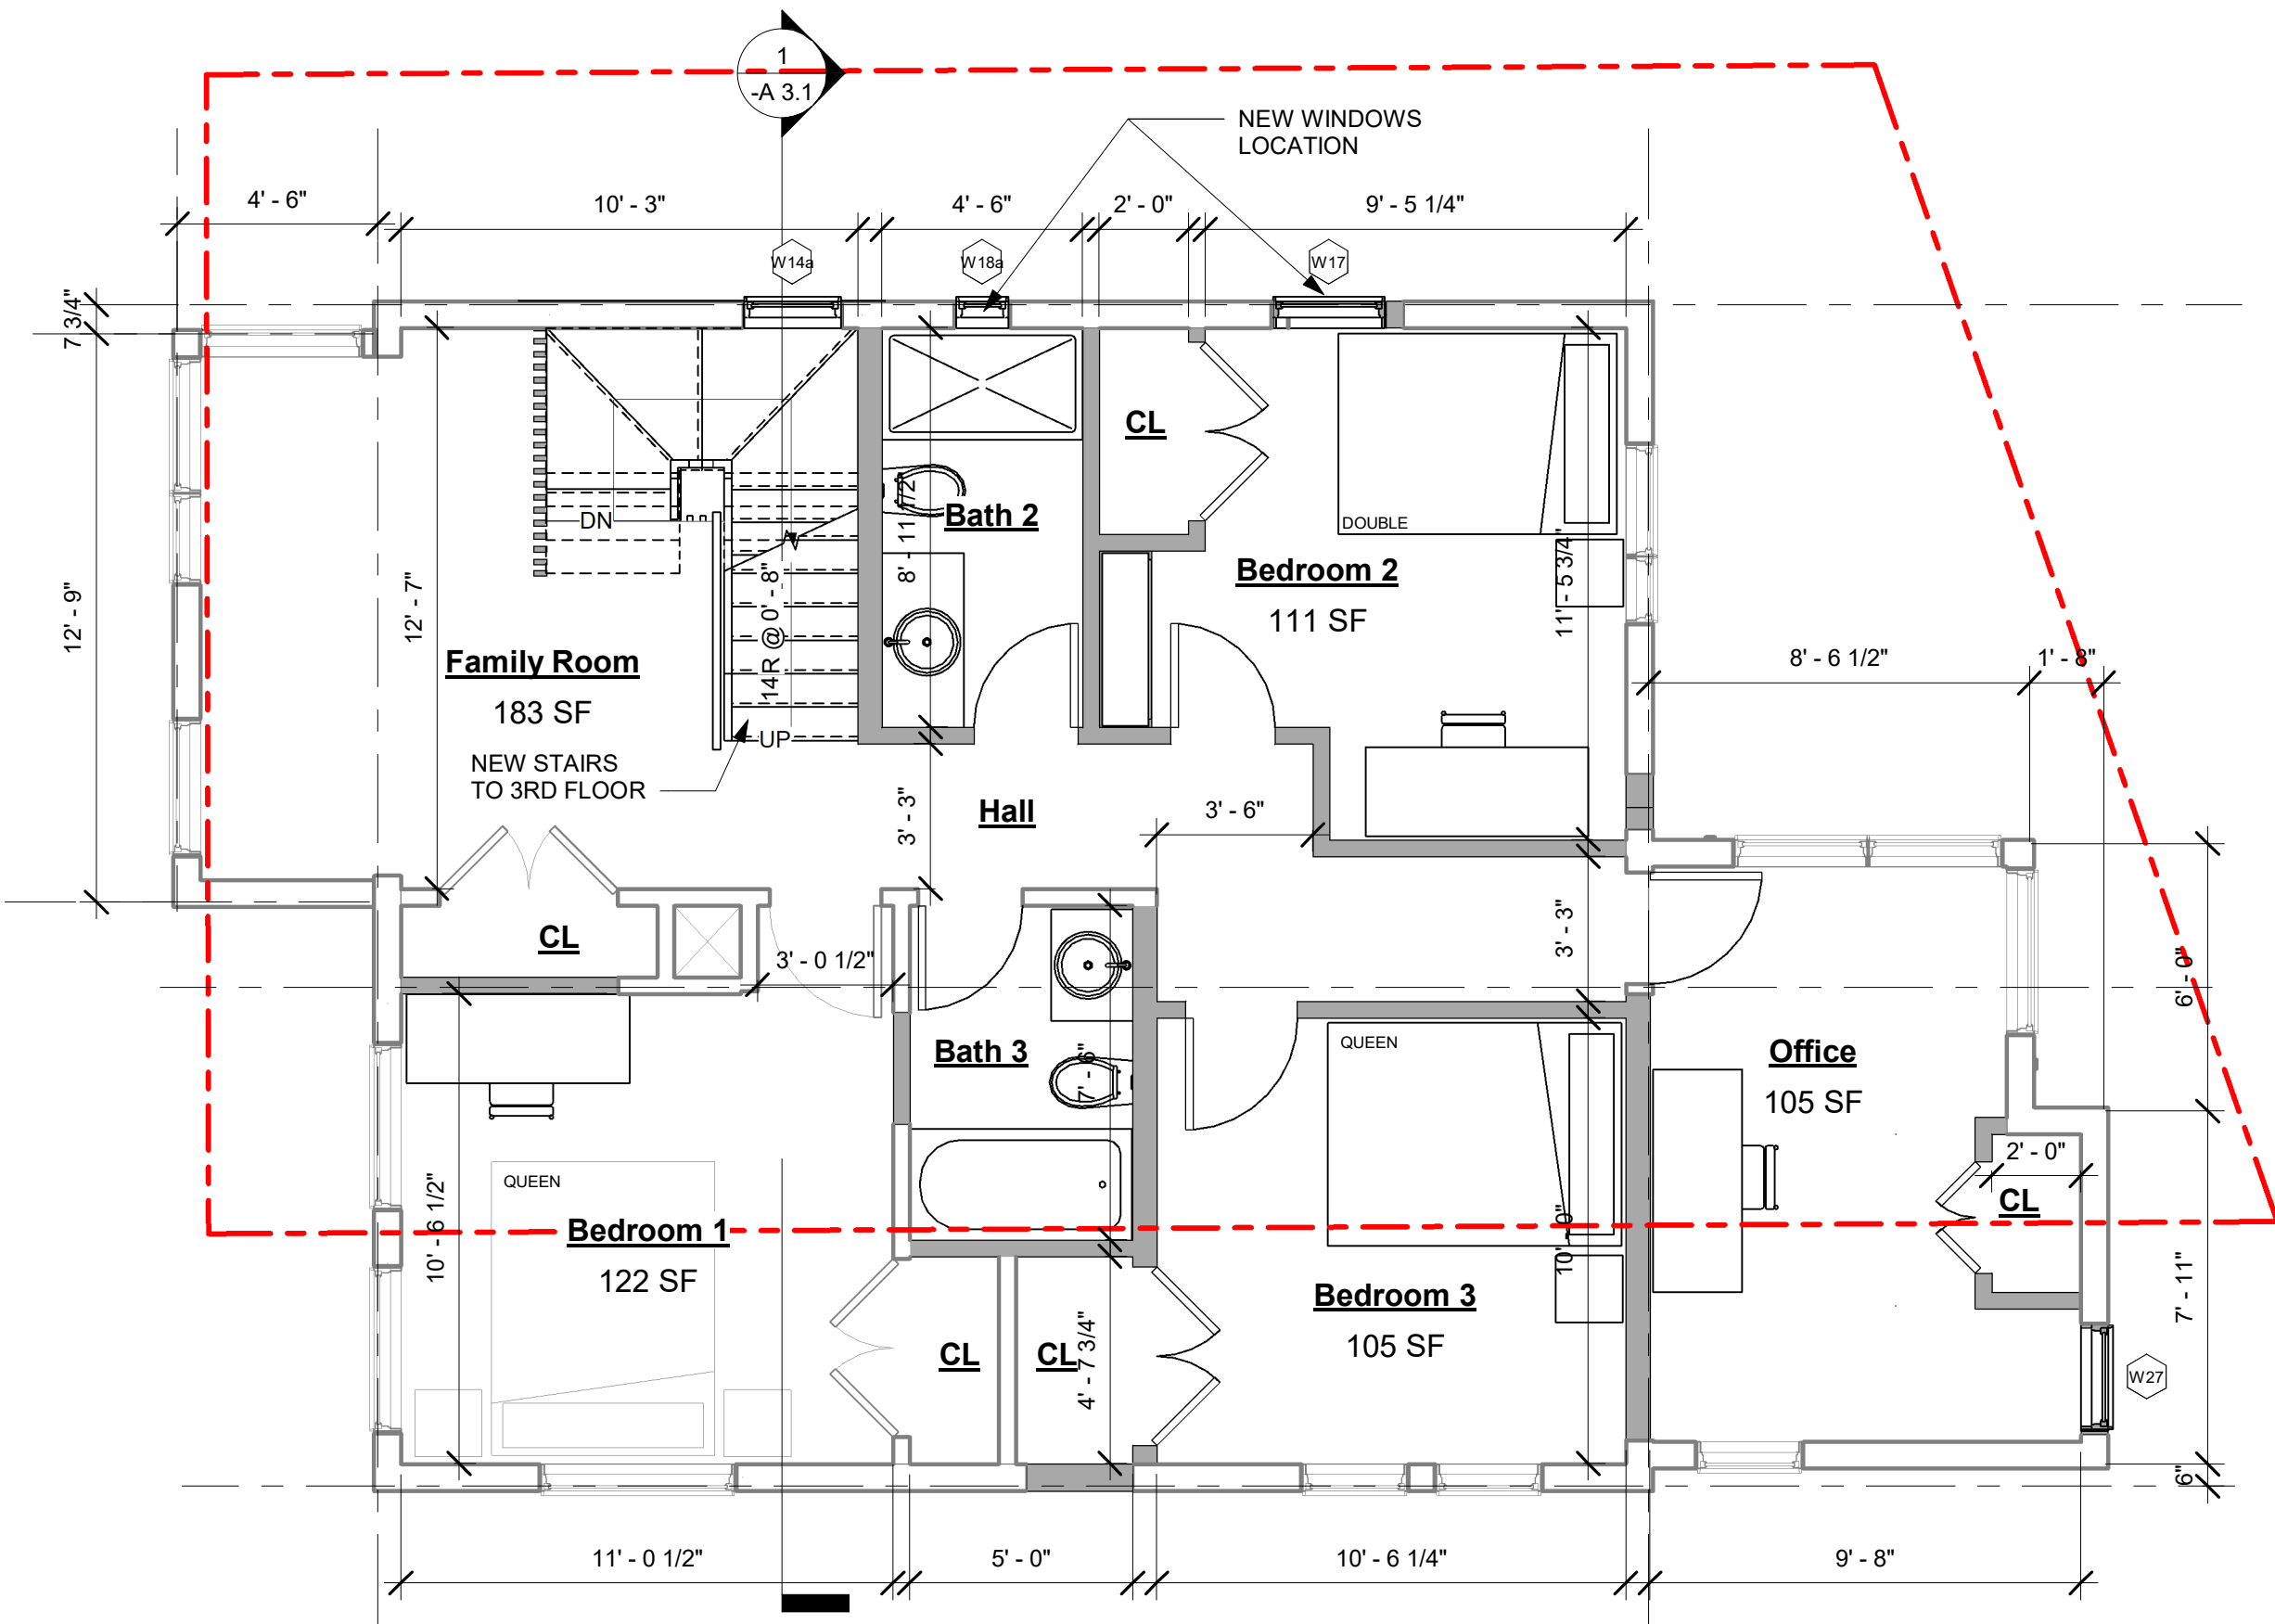 1
-A 3.1
NEW WINDOWS
LOCATION
4' - 6"
10' - 3"
4' - 6"
2' - 0"
9' - 5 1/4"
W14a
W18a
W17
7 3/4"
12' - 9"
12' - 7"
DN
14 R @ 0' - 8"
UP
8' - 11 1/2"
Bath 2
CL
DOUBLE
Bedroom 2
111 SF
11' - 5 3/4"
Family Room
183 SF
NEW STAIRS
TO 3RD FLOOR
8' - 6 1/2"
1' - 8"
3' - 3"
Hall
3' - 6"
CL
3' - 0 1/2"
3' - 3"
6' - 0"
Bath 3
7' - 6"
QUEEN
Office
105 SF
2' - 0"
CL
QUEEN
Bedroom 1
122 SF
10' - 6 1/2"
10' - 0"
Bedroom 3
105 SF
7' - 11"
CL
CL
4' - 7 3/4"
W27
6"
11' - 0 1/2"
5' - 0"
10' - 6 1/4"
9' - 8"